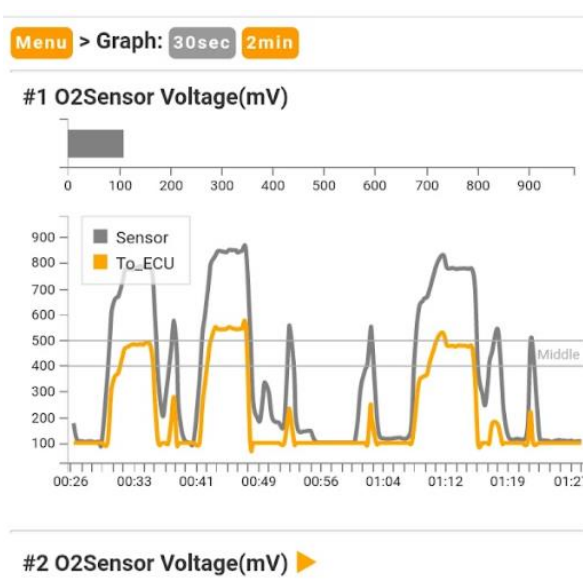 Menu > Graph: 30sec 2min
#1 O2Sensor Voltage(mV)
0 100 200 300 400 500 600 700 800 900
Sensor
To_ECU
900
800
700
600
500
Middle
400
300
200
100
00:26 00:33 00:41 00:49 00:56 01:04 01:12 01:19 01:27
#2 O2Sensor Voltage(mV)